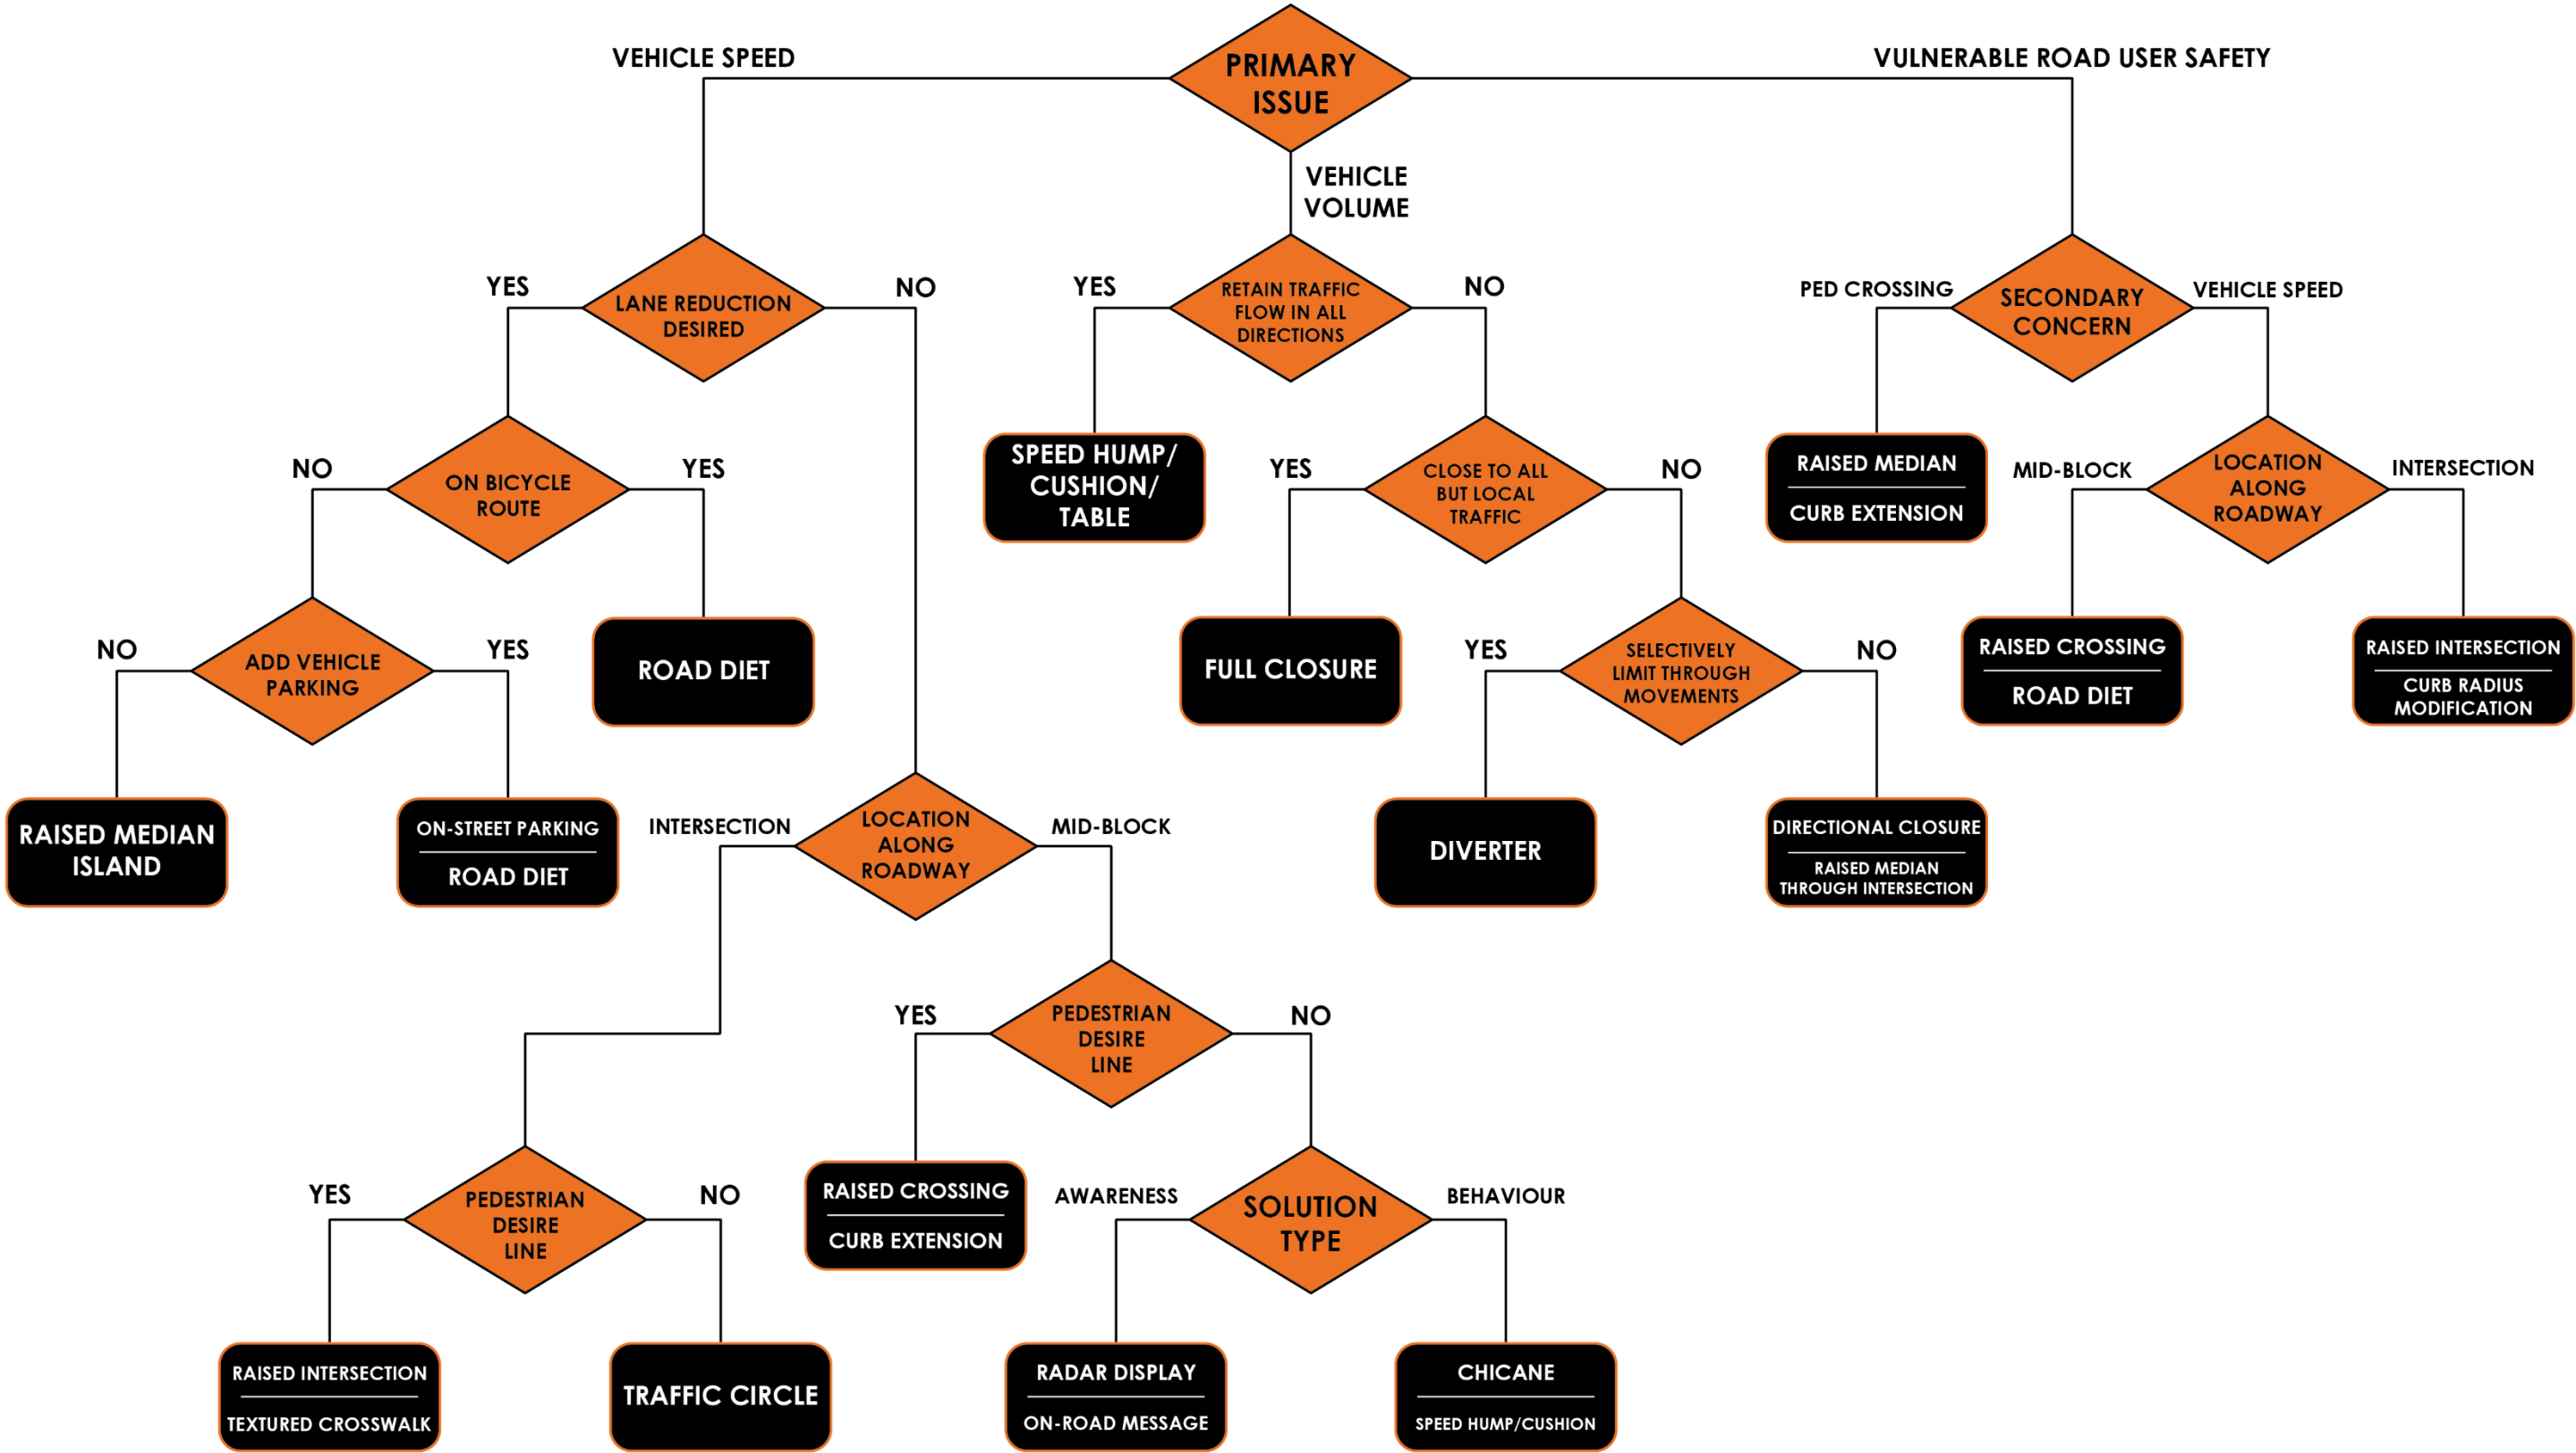 VEHICLE SPEED
PRIMARY
ISSUE
VULNERABLE ROAD USER SAFETY
VEHICLE
VOLUME
YES
LANE REDUCTION
DESIRED
NO
YES
RETAIN TRAFFIC
FLOW IN ALL
DIRECTIONS
NO
PED CROSSING
SECONDARY
CONCERN
VEHICLE SPEED
NO
ON BICYCLE
ROUTE
YES
SPEED HUMP/
CUSHION/
TABLE
YES
CLOSE TO ALL
BUT LOCAL
TRAFFIC
NO
RAISED MEDIAN
CURB EXTENSION
MID-BLOCK
LOCATION
ALONG
ROADWAY
INTERSECTION
NO
ADD VEHICLE
PARKING
YES
ROAD DIET
FULL CLOSURE
YES
SELECTIVELY
LIMIT THROUGH
MOVEMENTS
NO
RAISED CROSSING
ROAD DIET
RAISED INTERSECTION
CURB RADIUS
MODIFICATION
RAISED MEDIAN
ISLAND
ON-STREET PARKING
ROAD DIET
INTERSECTION
LOCATION
ALONG
ROADWAY
MID-BLOCK
DIVERTER
DIRECTIONAL CLOSURE
RAISED MEDIAN
THROUGH INTERSECTION
YES
PEDESTRIAN
DESIRE
LINE
NO
YES
PEDESTRIAN
DESIRE
LINE
NO
RAISED CROSSING
CURB EXTENSION
AWARENESS
SOLUTION
TYPE
BEHAVIOUR
RAISED INTERSECTION
TEXTURED CROSSWALK
TRAFFIC CIRCLE
RADAR DISPLAY
ON-ROAD MESSAGE
CHICANE
SPEED HUMP/CUSHION